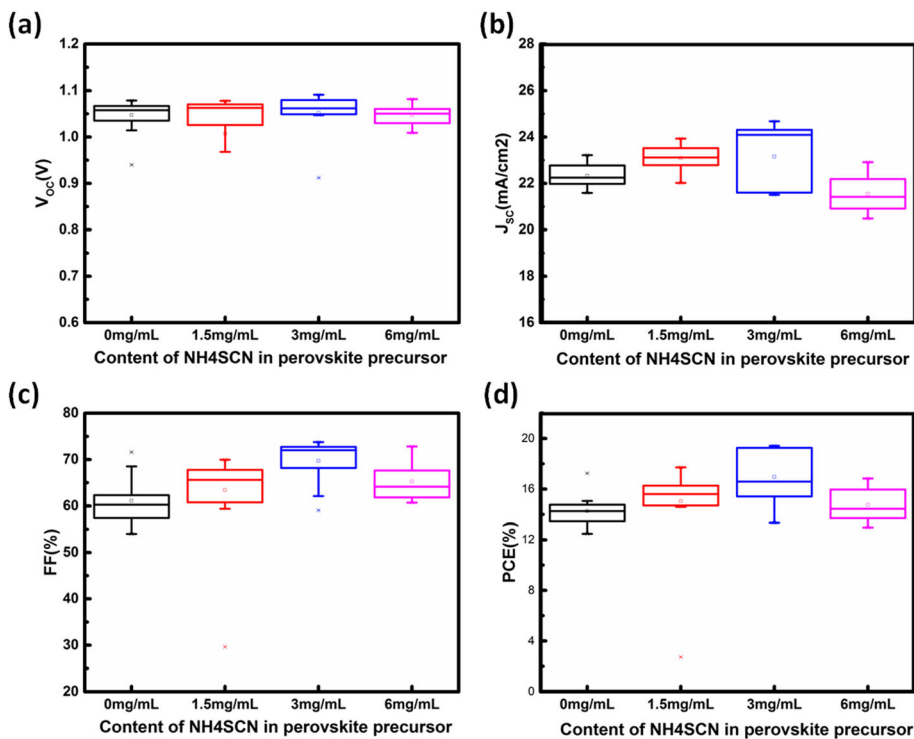 (a)
1.2
1.1
1.0
0.9
0.8
0.7
0.6
V_OC(V)
0mg/mL 1.5mg/mL 3mg/mL 6mg/mL
Content of NH4SCN in perovskite precursor
(b)
28
26
24
22
20
18
16
J_SC(mA/cm2)
0mg/mL 1.5mg/mL 3mg/mL 6mg/mL
Content of NH4SCN in perovskite precursor
(c)
80
70
60
50
40
30
20
FF(%)
0mg/mL 1.5mg/mL 3mg/mL 6mg/mL
Content of NH4SCN in perovskite precursor
(d)
20
16
12
8
4
0
PCE(%)
0mg/mL 1.5mg/mL 3mg/mL 6mg/mL
Content of NH4SCN in perovskite precursor